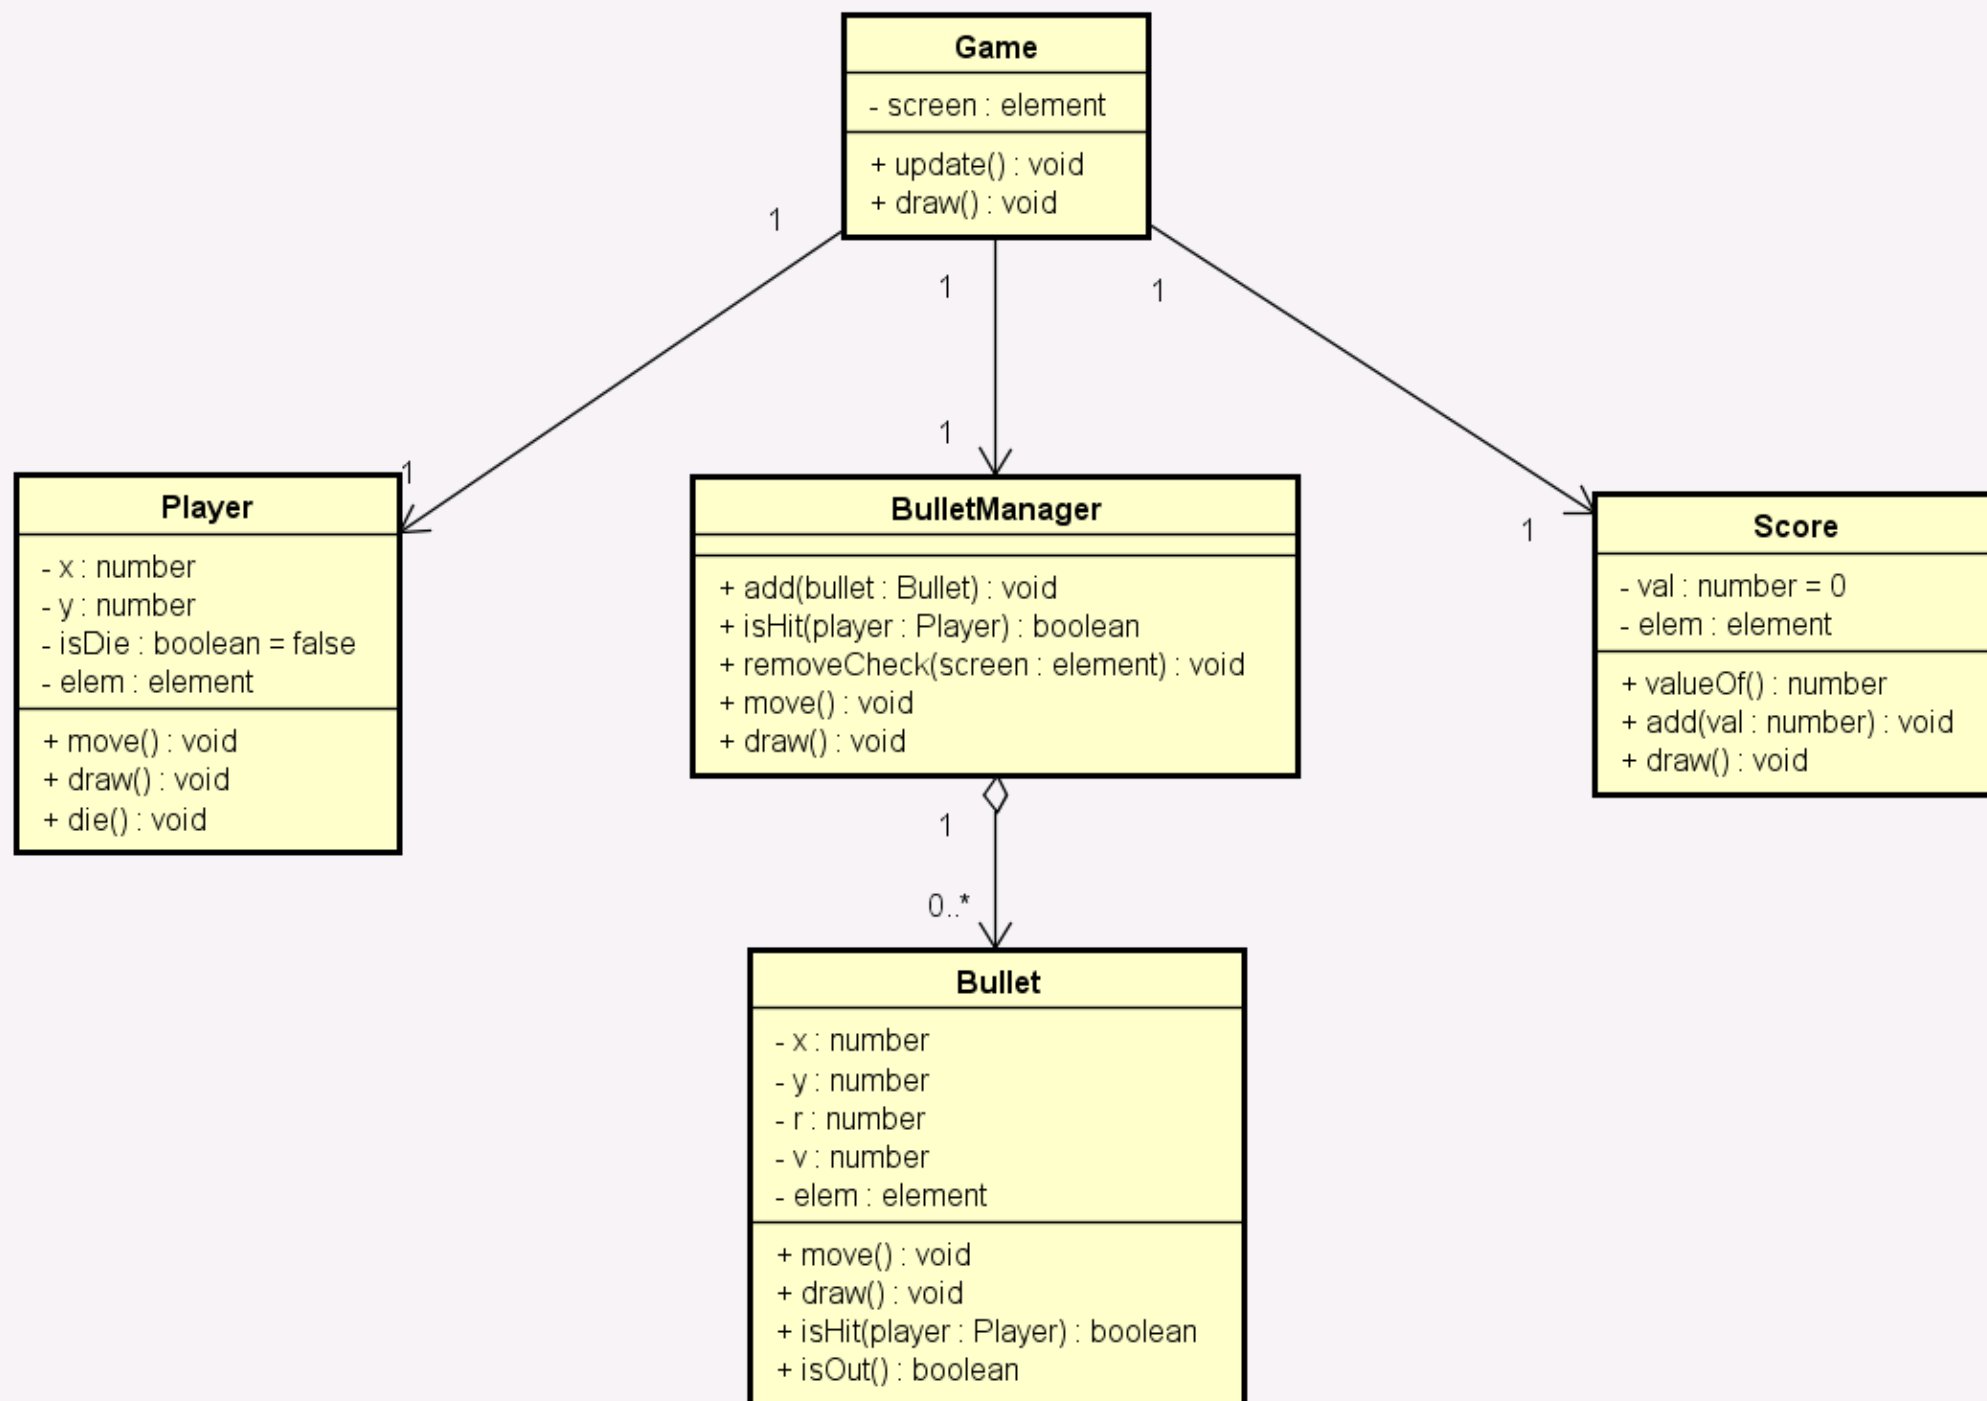 Game
- screen : element
+ update() : void
+ draw() : void
1
1
1
1
1
1
Player
- x : number
- y : number
- isDie : boolean = false
- elem : element
+ move() : void
+ draw() : void
+ die() : void
BulletManager
+ add(bullet : Bullet) : void
+ isHit(player : Player) : boolean
+ removeCheck(screen : element) : void
+ move() : void
+ draw() : void
Score
- val : number = 0
- elem : element
+ valueOf() : number
+ add(val : number) : void
+ draw() : void
1
0..*
Bullet
- x : number
- y : number
- r : number
- v : number
- elem : element
+ move() : void
+ draw() : void
+ isHit(player : Player) : boolean
+ isOut() : boolean